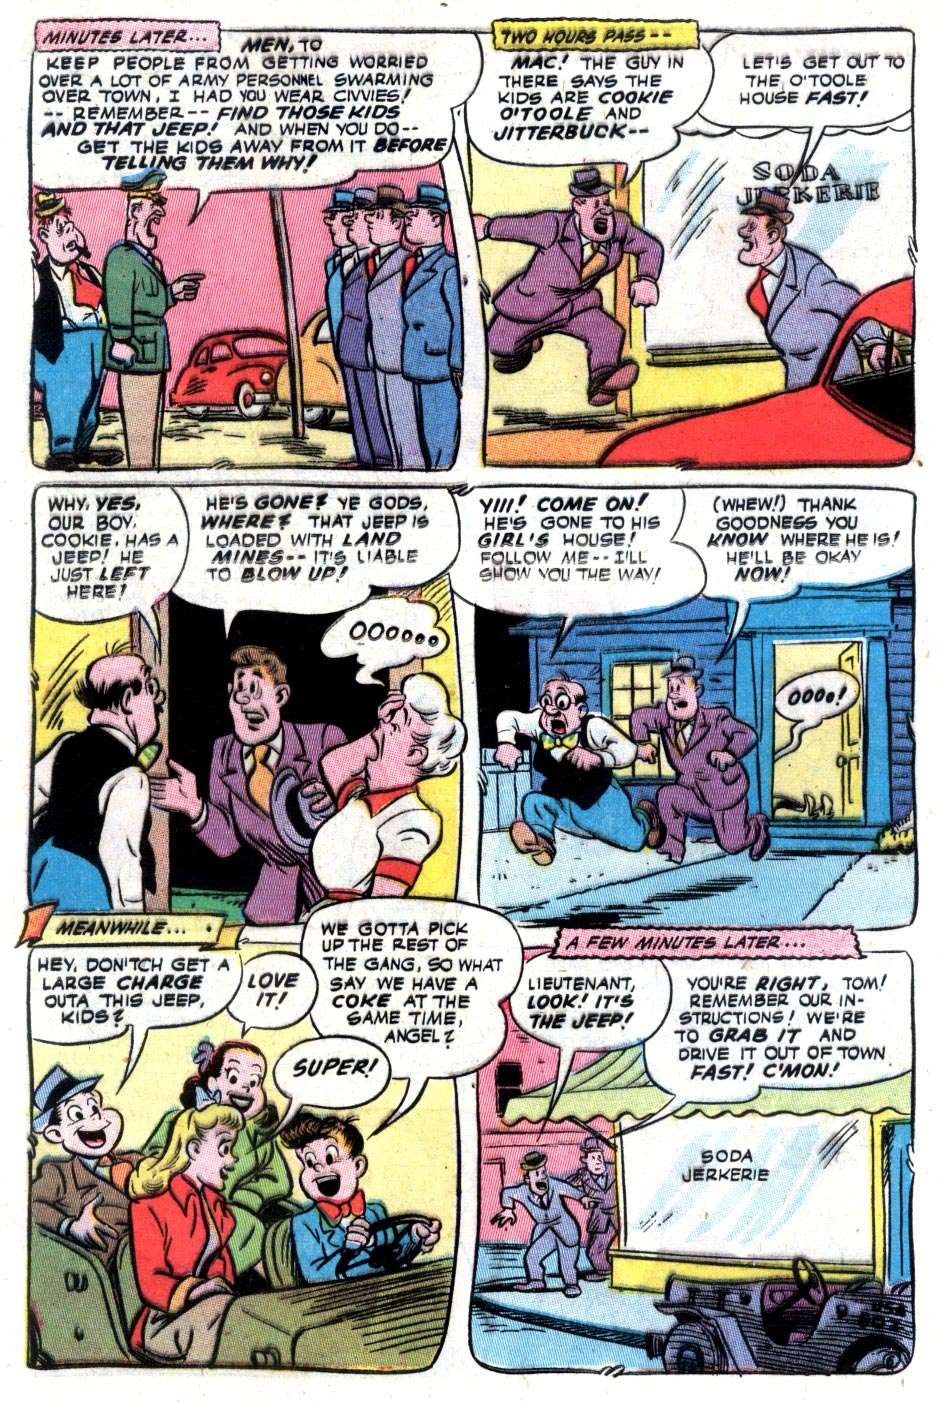 MINUTES LATER...
MEN, TO
KEEP PEOPLE FROM GETTING WORRIED
OVER A LOT OF ARMY PERSONNEL SWARMING
OVER TOWN, I HAD YOU WEAR CIVVIES!
-- REMEMBER-- FIND THOSE KIDS
AND THAT JEEP! AND WHEN YOU DO--
GET THE KIDS AWAY FROM IT BEFORE
TELLING THEM WHY!
TWO HOURS PASS--
MAC! THE GUY IN
THERE SAYS THE
KIDS ARE COOKIE
O'TOOLE AND
JITTERBUCK--
LET'S GET OUT TO
THE O'TOOLE
HOUSE FAST!
SODA
JERKERIE
WHY, YES,
OUR BOY,
COOKIE, HAS A
JEEP! HE
JUST LEFT
HERE!
HE'S GONE? YE GODS,
WHERE? THAT JEEP IS
LOADED WITH LAND
MINES-- IT'S LIABLE
TO BLOW UP!
OOOOOO
YIII! COME ON!
HE'S GONE TO HIS
GIRL'S HOUSE!
FOLLOW ME-- I'LL
SHOW YOU THE WAY!
(WHEW!) THANK
GOODNESS YOU
KNOW WHERE HE IS!
HE'LL BE OKAY
NOW!
OOOO!
MEANWHILE...
HEY, DON'TCH GET A
LARGE CHARGE
OUTA THIS JEEP,
KIDS?
LOVE
IT!
WE GOTTA PICK
UP THE REST OF
THE GANG, SO WHAT
SAY WE HAVE A
COKE AT THE
SAME TIME,
ANGEL?
SUPER!
A FEW MINUTES LATER...
LIEUTENANT,
LOOK! IT'S
THE JEEP!
YOU'RE RIGHT, TOM!
REMEMBER OUR IN-
STRUCTIONS! WE'RE
TO GRAB IT AND
DRIVE IT OUT OF TOWN
FAST! C'MON!
SODA
JERKERIE